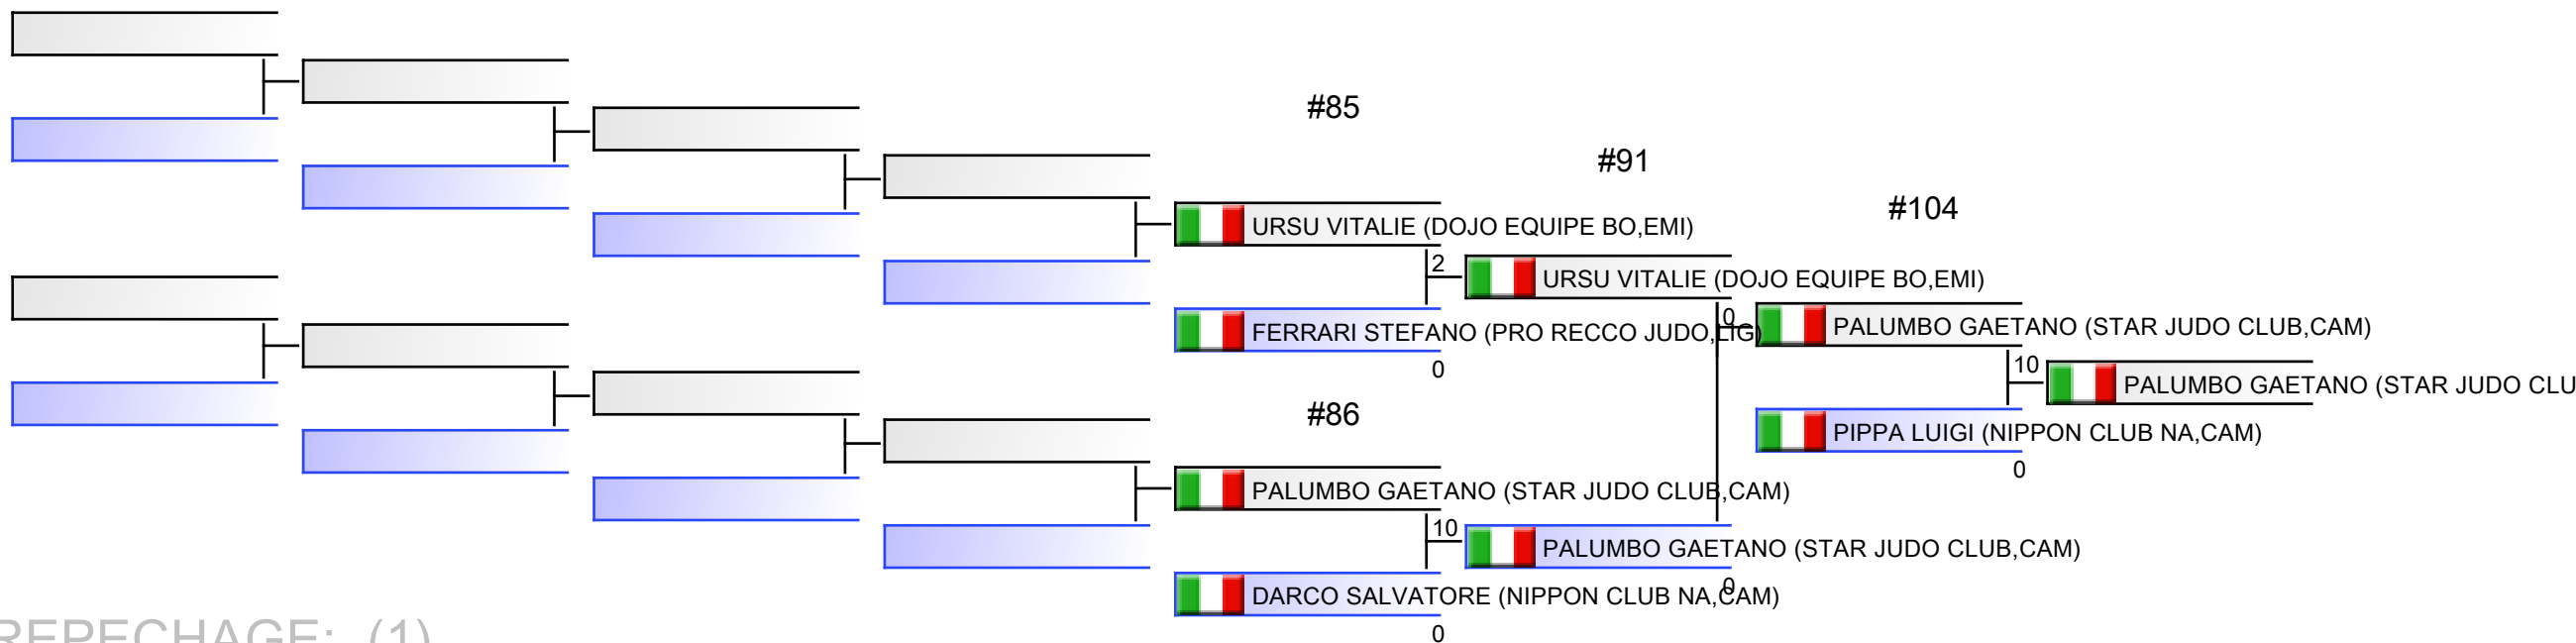 #85
#91
#104
URSU VITALIE (DOJO EQUIPE BO,EMI)
2
URSU VITALIE (DOJO EQUIPE BO,EMI)
FERRARI STEFANO (PRO RECCO JUDO,LIG)
0
0
PALUMBO GAETANO (STAR JUDO CLUB,CAM)
10
PALUMBO GAETANO (STAR JUDO CLU
PIPPA LUIGI (NIPPON CLUB NA,CAM)
0
#86
PALUMBO GAETANO (STAR JUDO CLUB,CAM)
10
PALUMBO GAETANO (STAR JUDO CLUB,CAM)
0
DARCO SALVATORE (NIPPON CLUB NA,CAM)
0
REPECHAGE: (1)